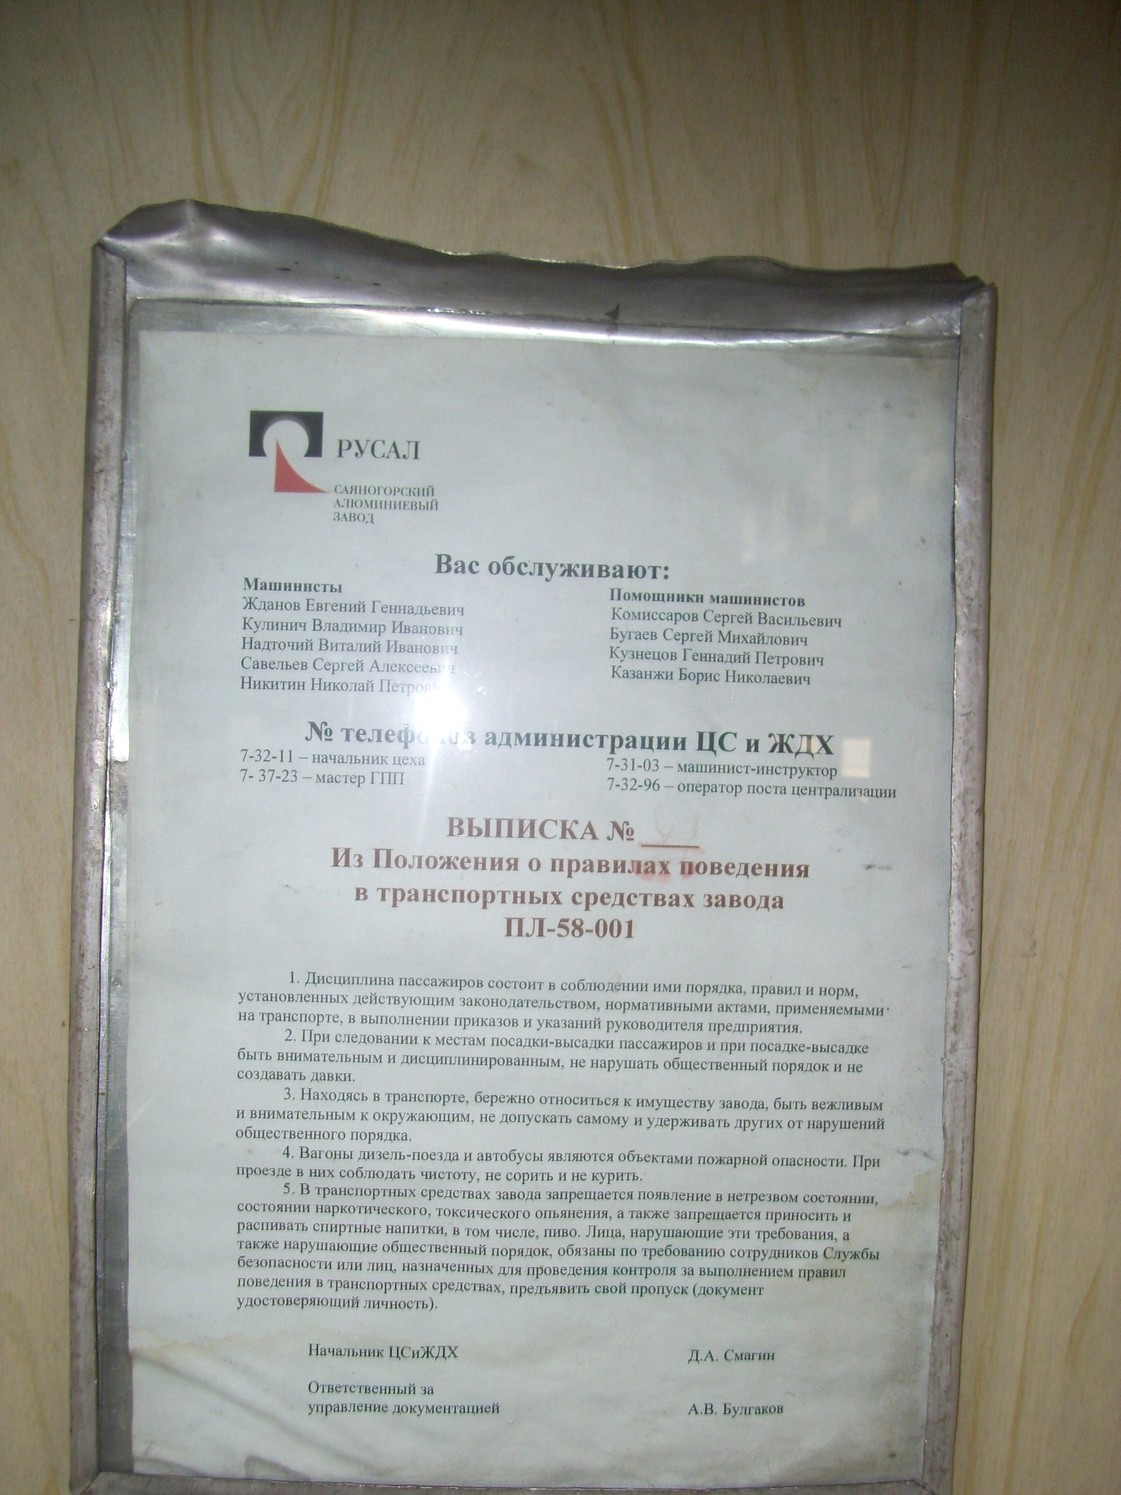 РУСАЛ
САЯНОГОРСКИЙ
АЛЮМИНИЕВЫЙ
ЗАВОД
Вас обслуживают:
Машинисты
Жданов Евгений Геннадьевич
Кулинич Владимир Иванович
Надточий Виталий Иванович
Савельев Сергей Алексеевич
Никитин Николай Петрович
Помощники машинистов
Комиссаров Сергей Васильевич
Бугаев Сергей Михайлович
Кузнецов Геннадий Петрович
Казанжи Борис Николаевич
№ телефонов администрации ЦС и ЖДХ
7-32-11 – начальник цеха
7- 37-23 – мастер ГПП
7-31-03 – машинист-инструктор
7-32-96 – оператор поста централизации
ВЫПИСКА № ____
Из Положения о правилах поведения
в транспортных средствах завода
ПЛ-58-001
1. Дисциплина пассажиров состоит в соблюдении ими порядка, правил и норм,
установленных действующим законодательством, нормативными актами, применяемыми
на транспорте, в выполнении приказов и указаний руководителя предприятия.
2. При следовании к местам посадки-высадки пассажиров и при посадке-высадке
быть внимательным и дисциплинированным, не нарушать общественный порядок и не
создавать давки.
3. Находясь в транспорте, бережно относиться к имуществу завода, быть вежливым
и внимательным к окружающим, не допускать самому и удерживать других от нарушений
общественного порядка.
4. Вагоны дизель-поезда и автобусы являются объектами пожарной опасности. При
проезде в них соблюдать чистоту, не сорить и не курить.
5. В транспортных средствах завода запрещается появление в нетрезвом состоянии,
состоянии наркотического, токсического опьянения, а также запрещается приносить и
распивать спиртные напитки, в том числе, пиво. Лица, нарушающие эти требования, а
также нарушающие общественный порядок, обязаны по требованию сотрудников Службы
безопасности или лиц, назначенных для проведения контроля за выполнением правил
поведения в транспортных средствах, предъявить свой пропуск (документ
удостоверяющий личность).
Начальник ЦСиЖДХ Д.А. Смагин
Ответственный за
управление документацией А.В. Булгаков